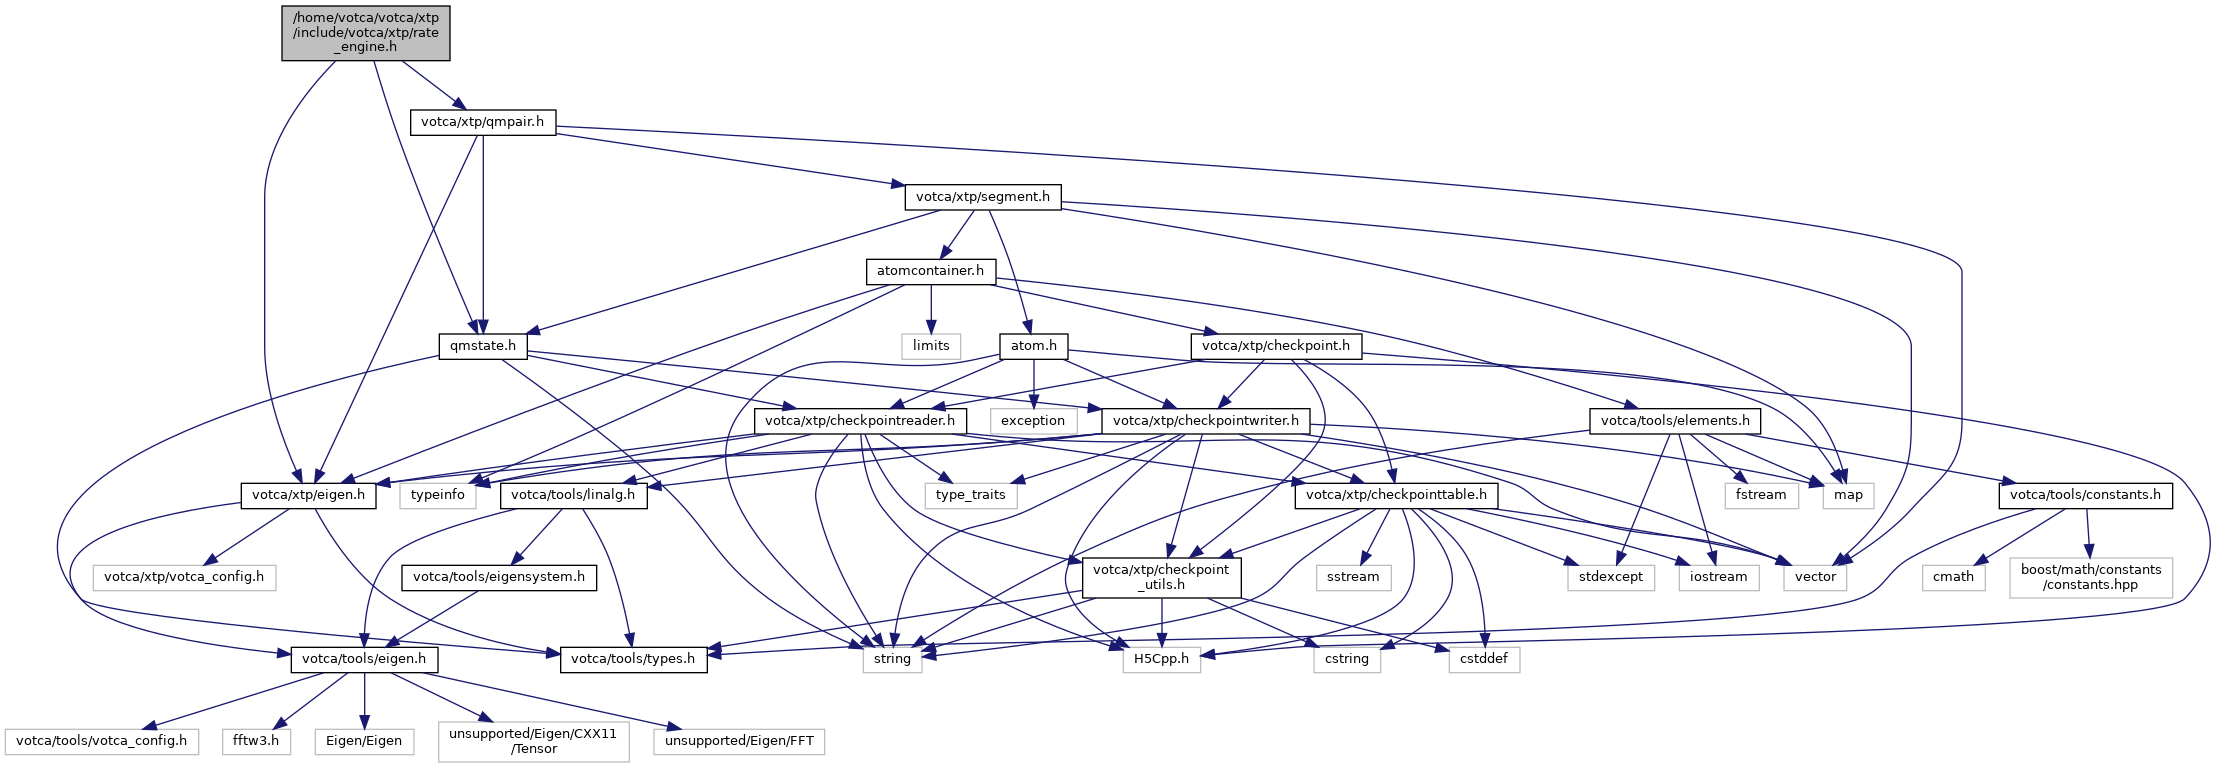 /home/votca/votca/xtp
/include/votca/xtp/rate
_engine.h
votca/xtp/qmpair.h
votca/xtp/segment.h
atomcontainer.h
qmstate.h
limits
atom.h
votca/xtp/checkpoint.h
votca/xtp/checkpointreader.h
exception
votca/xtp/checkpointwriter.h
votca/tools/elements.h
votca/xtp/eigen.h
typeinfo
votca/tools/linalg.h
type_traits
votca/xtp/checkpointtable.h
fstream
map
votca/tools/constants.h
votca/xtp/votca_config.h
votca/tools/eigensystem.h
votca/xtp/checkpoint
_utils.h
sstream
stdexcept
iostream
vector
cmath
boost/math/constants
/constants.hpp
votca/tools/eigen.h
votca/tools/types.h
string
H5Cpp.h
cstring
cstddef
votca/tools/votca_config.h
fftw3.h
Eigen/Eigen
unsupported/Eigen/CXX11
/Tensor
unsupported/Eigen/FFT